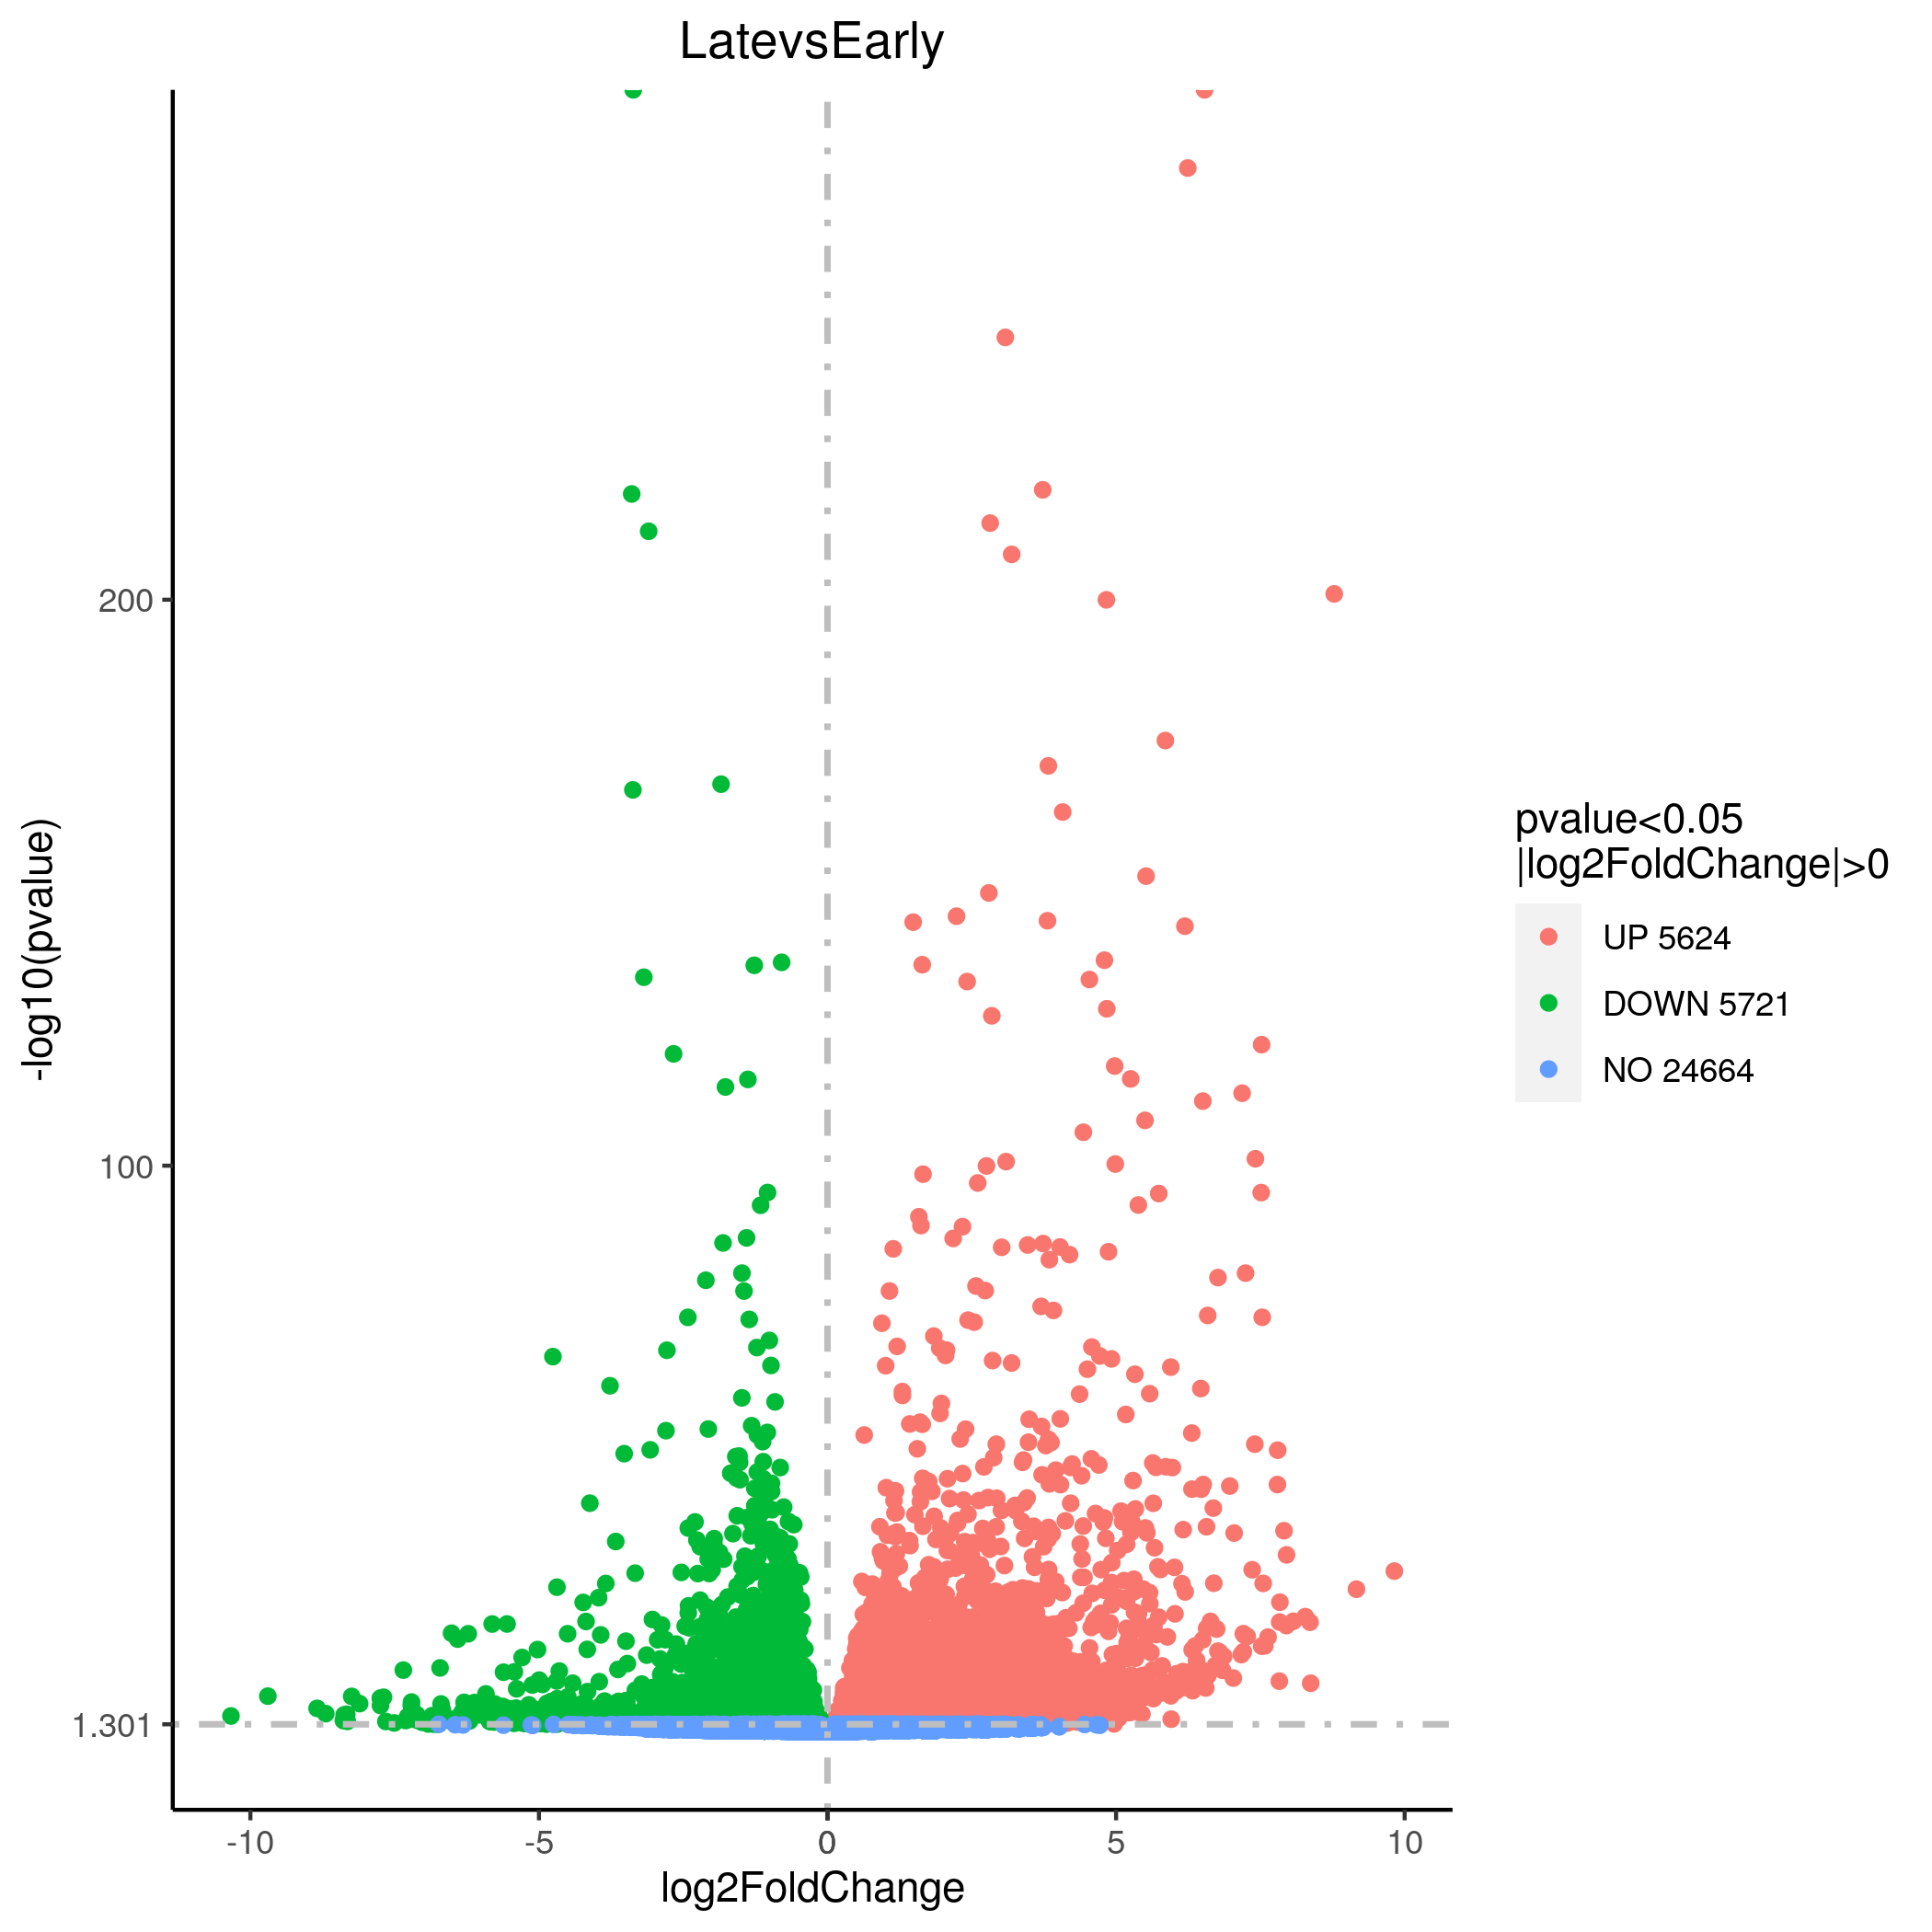 LatevsEarly
-log10(pvalue)
200
100
1.301
-10
-5
0
5
10
log2FoldChange
pvalue<0.05
|log2FoldChange|>0
UP 5624
DOWN 5721
NO 24664